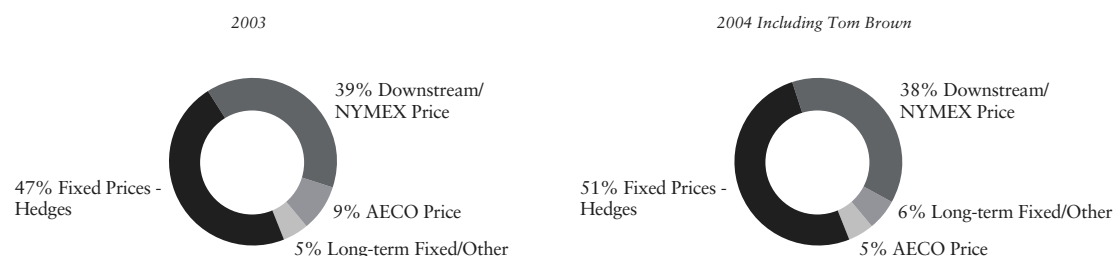 2003
39% Downstream/
NYMEX Price
47% Fixed Prices -
Hedges
9% AECO Price
5% Long-term Fixed/Other
2004 Including Tom Brown
38% Downstream/
NYMEX Price
51% Fixed Prices -
Hedges
6% Long-term Fixed/Other
5% AECO Price